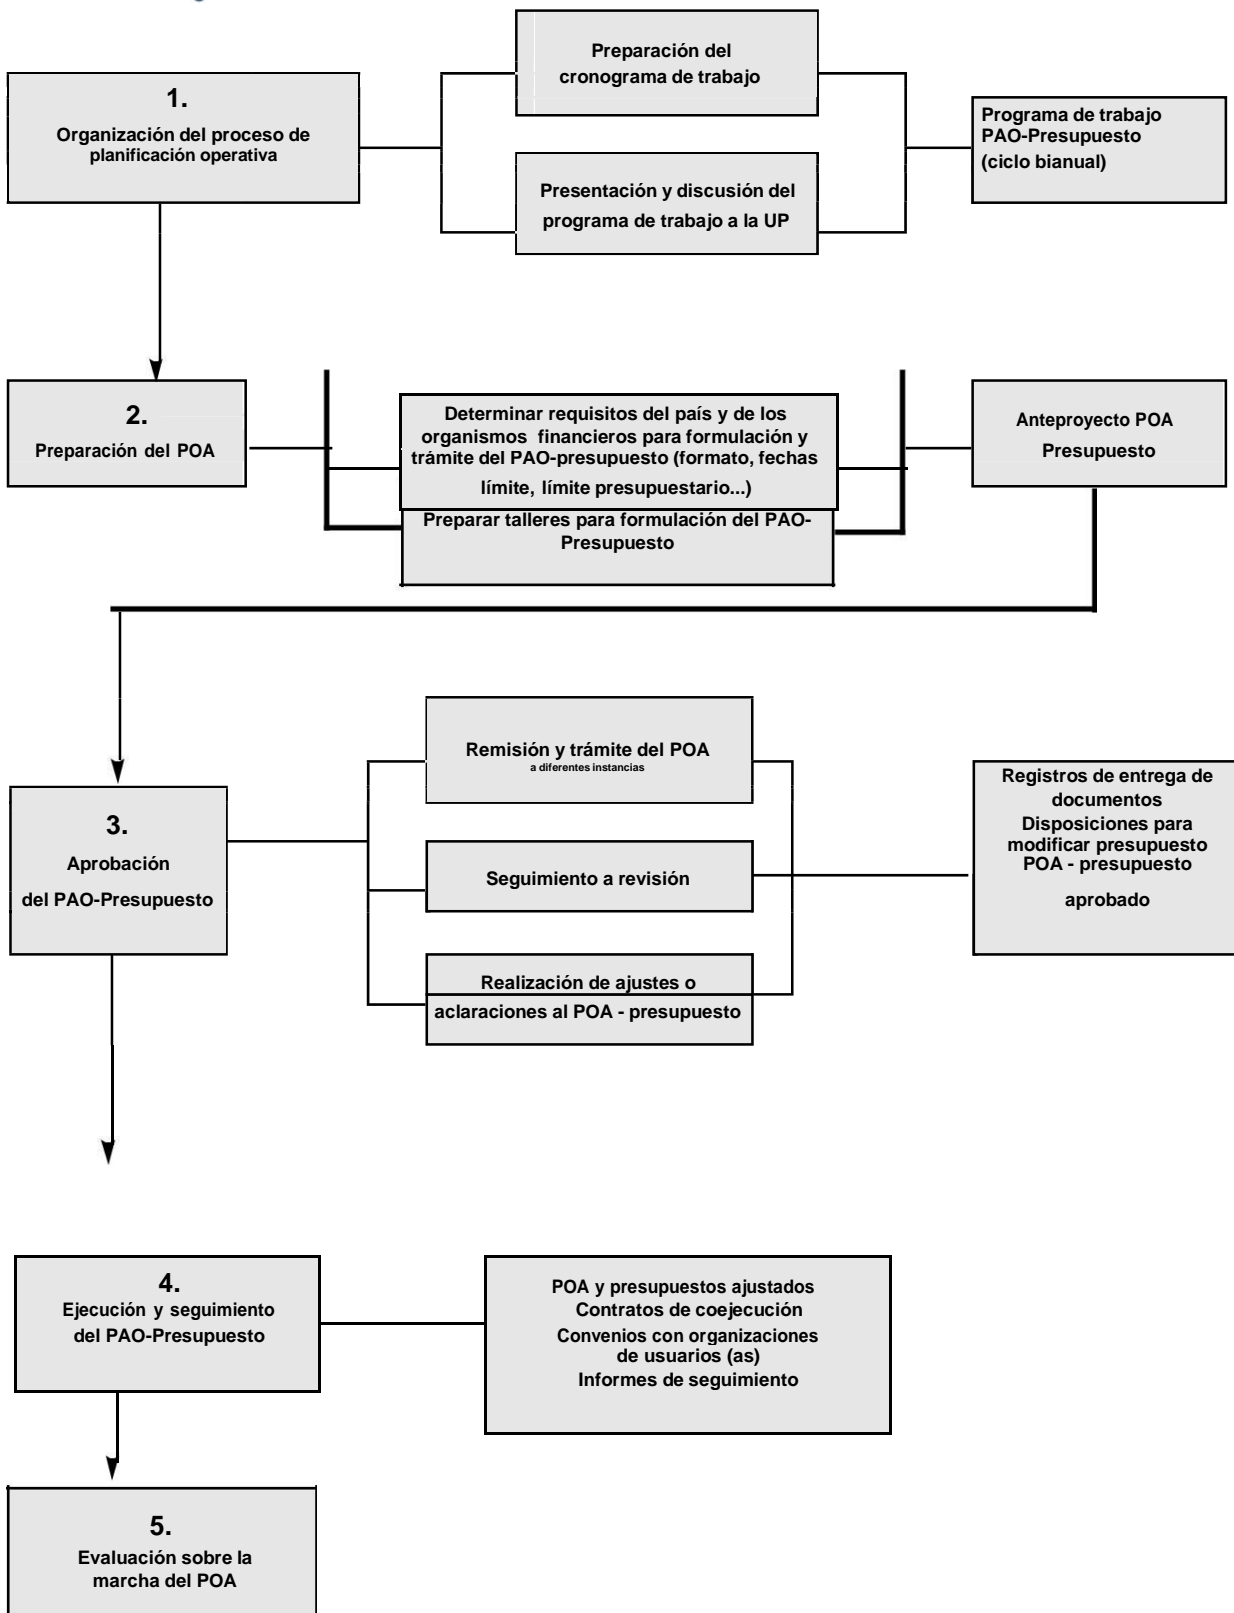 1.
Organización del proceso de
planificación operativa
Preparación del
cronograma de trabajo
Presentación y discusión del
programa de trabajo a la UP
Programa de trabajo
PAO-Presupuesto
(ciclo bianual)
2.
Preparación del POA
Determinar requisitos del país y de los
organismos financieros para formulación y
trámite del PAO-presupuesto (formato, fechas
límite, límite presupuestario...)
Preparar talleres para formulación del PAO-
Presupuesto
Anteproyecto POA
Presupuesto
3.
Aprobación
del PAO-Presupuesto
Remisión y trámite del POA
a diferentes instancias
Seguimiento a revisión
Realización de ajustes o
aclaraciones al POA - presupuesto
Registros de entrega de
documentos
Disposiciones para
modificar presupuesto
POA - presupuesto
aprobado
4.
Ejecución y seguimiento
del PAO-Presupuesto
POA y presupuestos ajustados
Contratos de coejecución
Convenios con organizaciones
de usuarios (as)
Informes de seguimiento
5.
Evaluación sobre la
marcha del POA